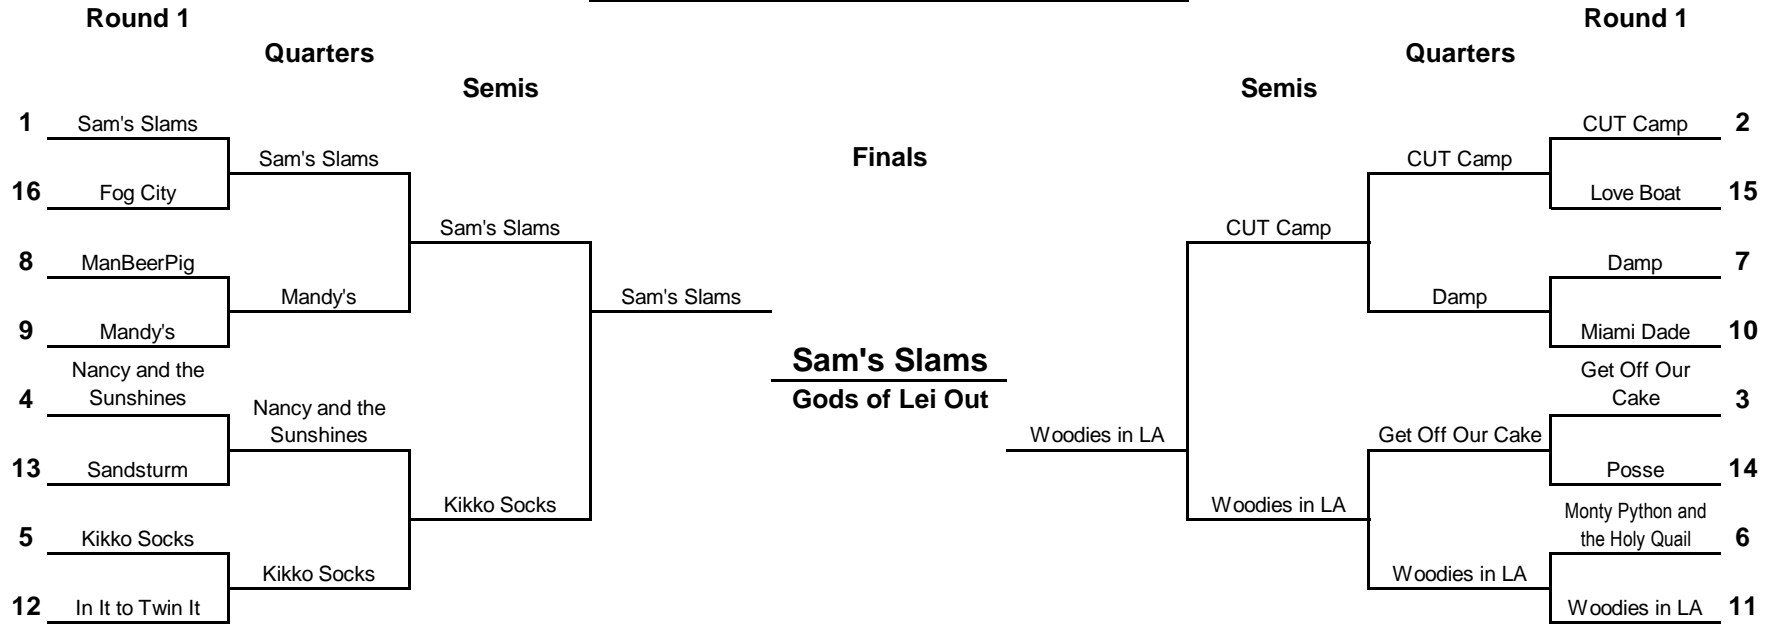 Round 1
Round 1
Quarters
Quarters
Semis
Semis
1 Sam's Slams
CUT Camp 2
Sam's Slams
Finals
CUT Camp
16 Fog City
Love Boat 15
Sam's Slams
CUT Camp
8 ManBeerPig
Damp 7
Mandy's
Sam's Slams
Damp
9 Mandy's
Miami Dade 10
Sam's Slams
Gods of Lei Out
Nancy and the
4 Sunshines
Get Off Our
Cake 3
Nancy and the
Sunshines
Woodies in LA
Get Off Our Cake
13 Sandsturm
Posse 14
Kikko Socks
Woodies in LA
5 Kikko Socks
Monty Python and
the Holy Quail 6
Kikko Socks
Woodies in LA
12 In It to Twin It
Woodies in LA 11